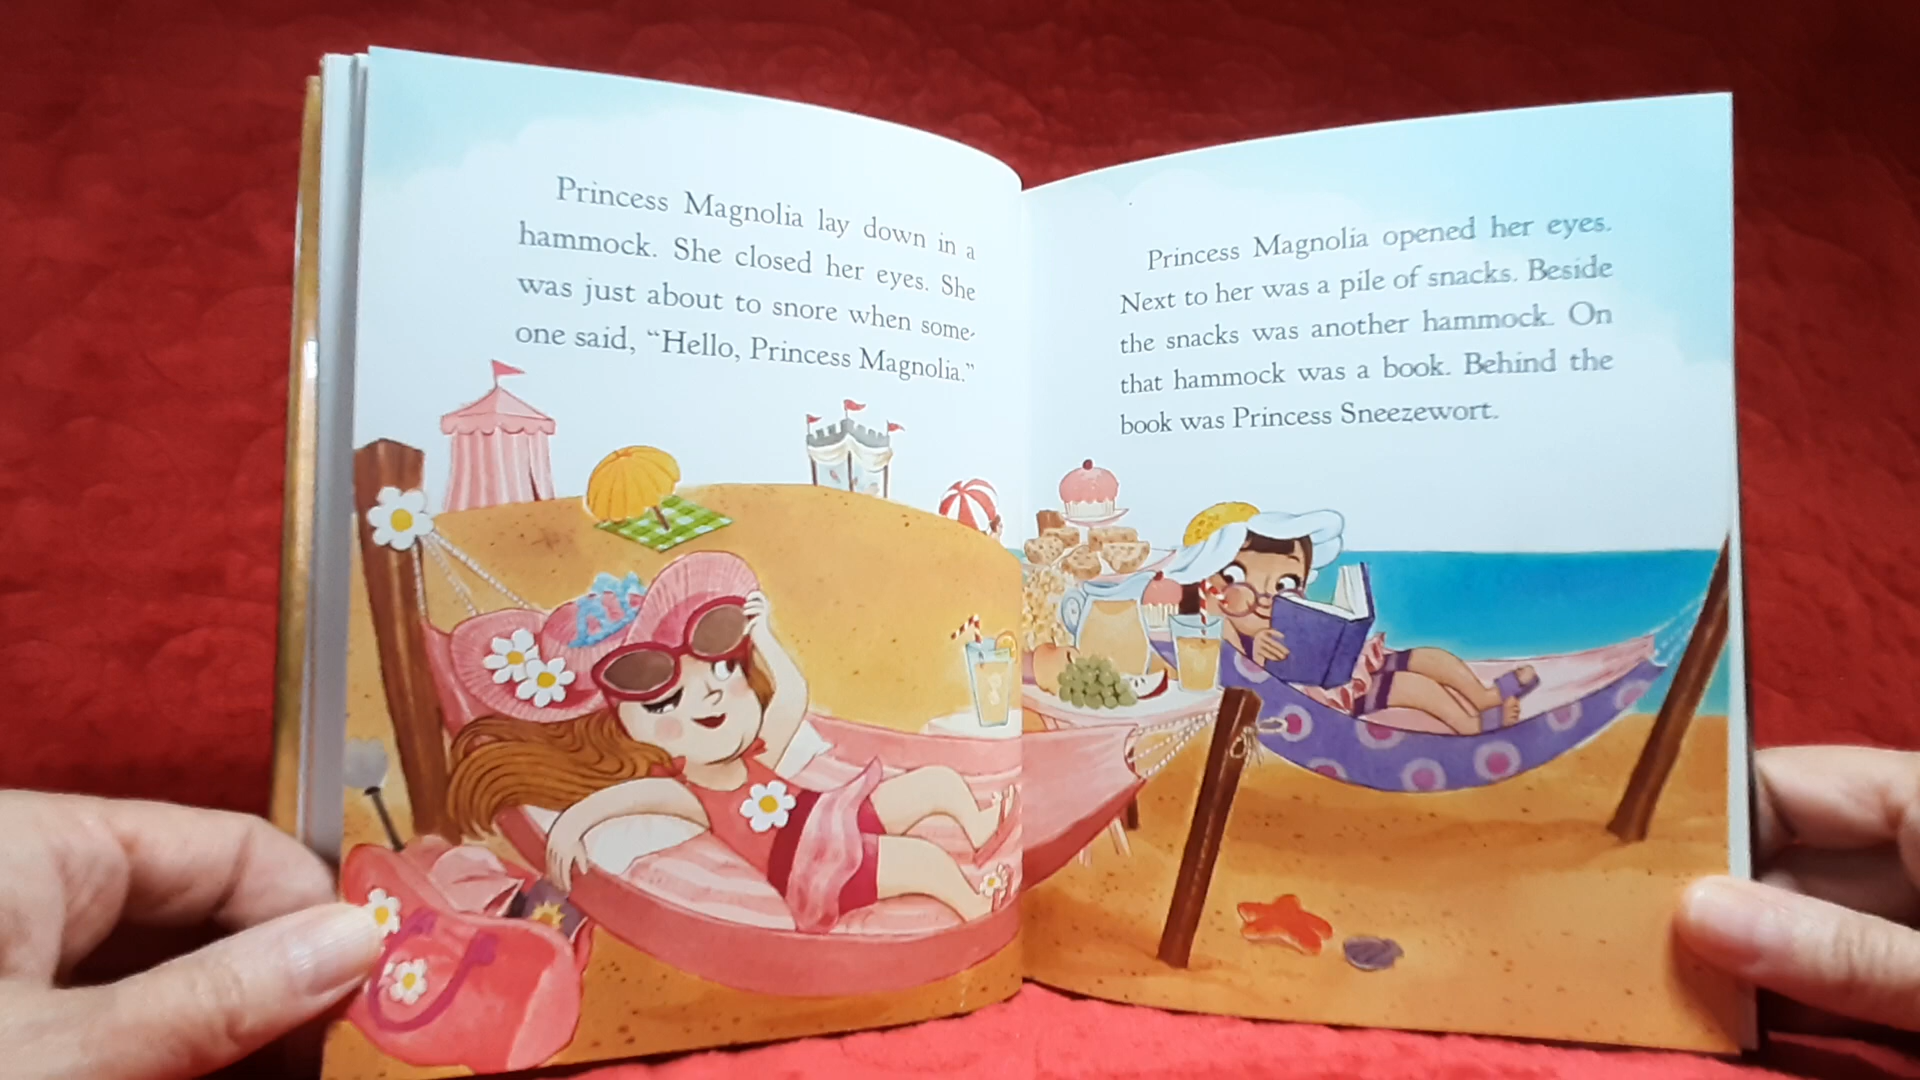 Princess Magnolia lay down in a
hammock. She closed her eyes. She
was just about to snore when some-
one said, “Hello, Princess Magnolia.”
Princess Magnolia opened her eyes.
Next to her was a pile of snacks. Beside
the snacks was another hammock. On
that hammock was a book. Behind the
book was Princess Sneezewort.